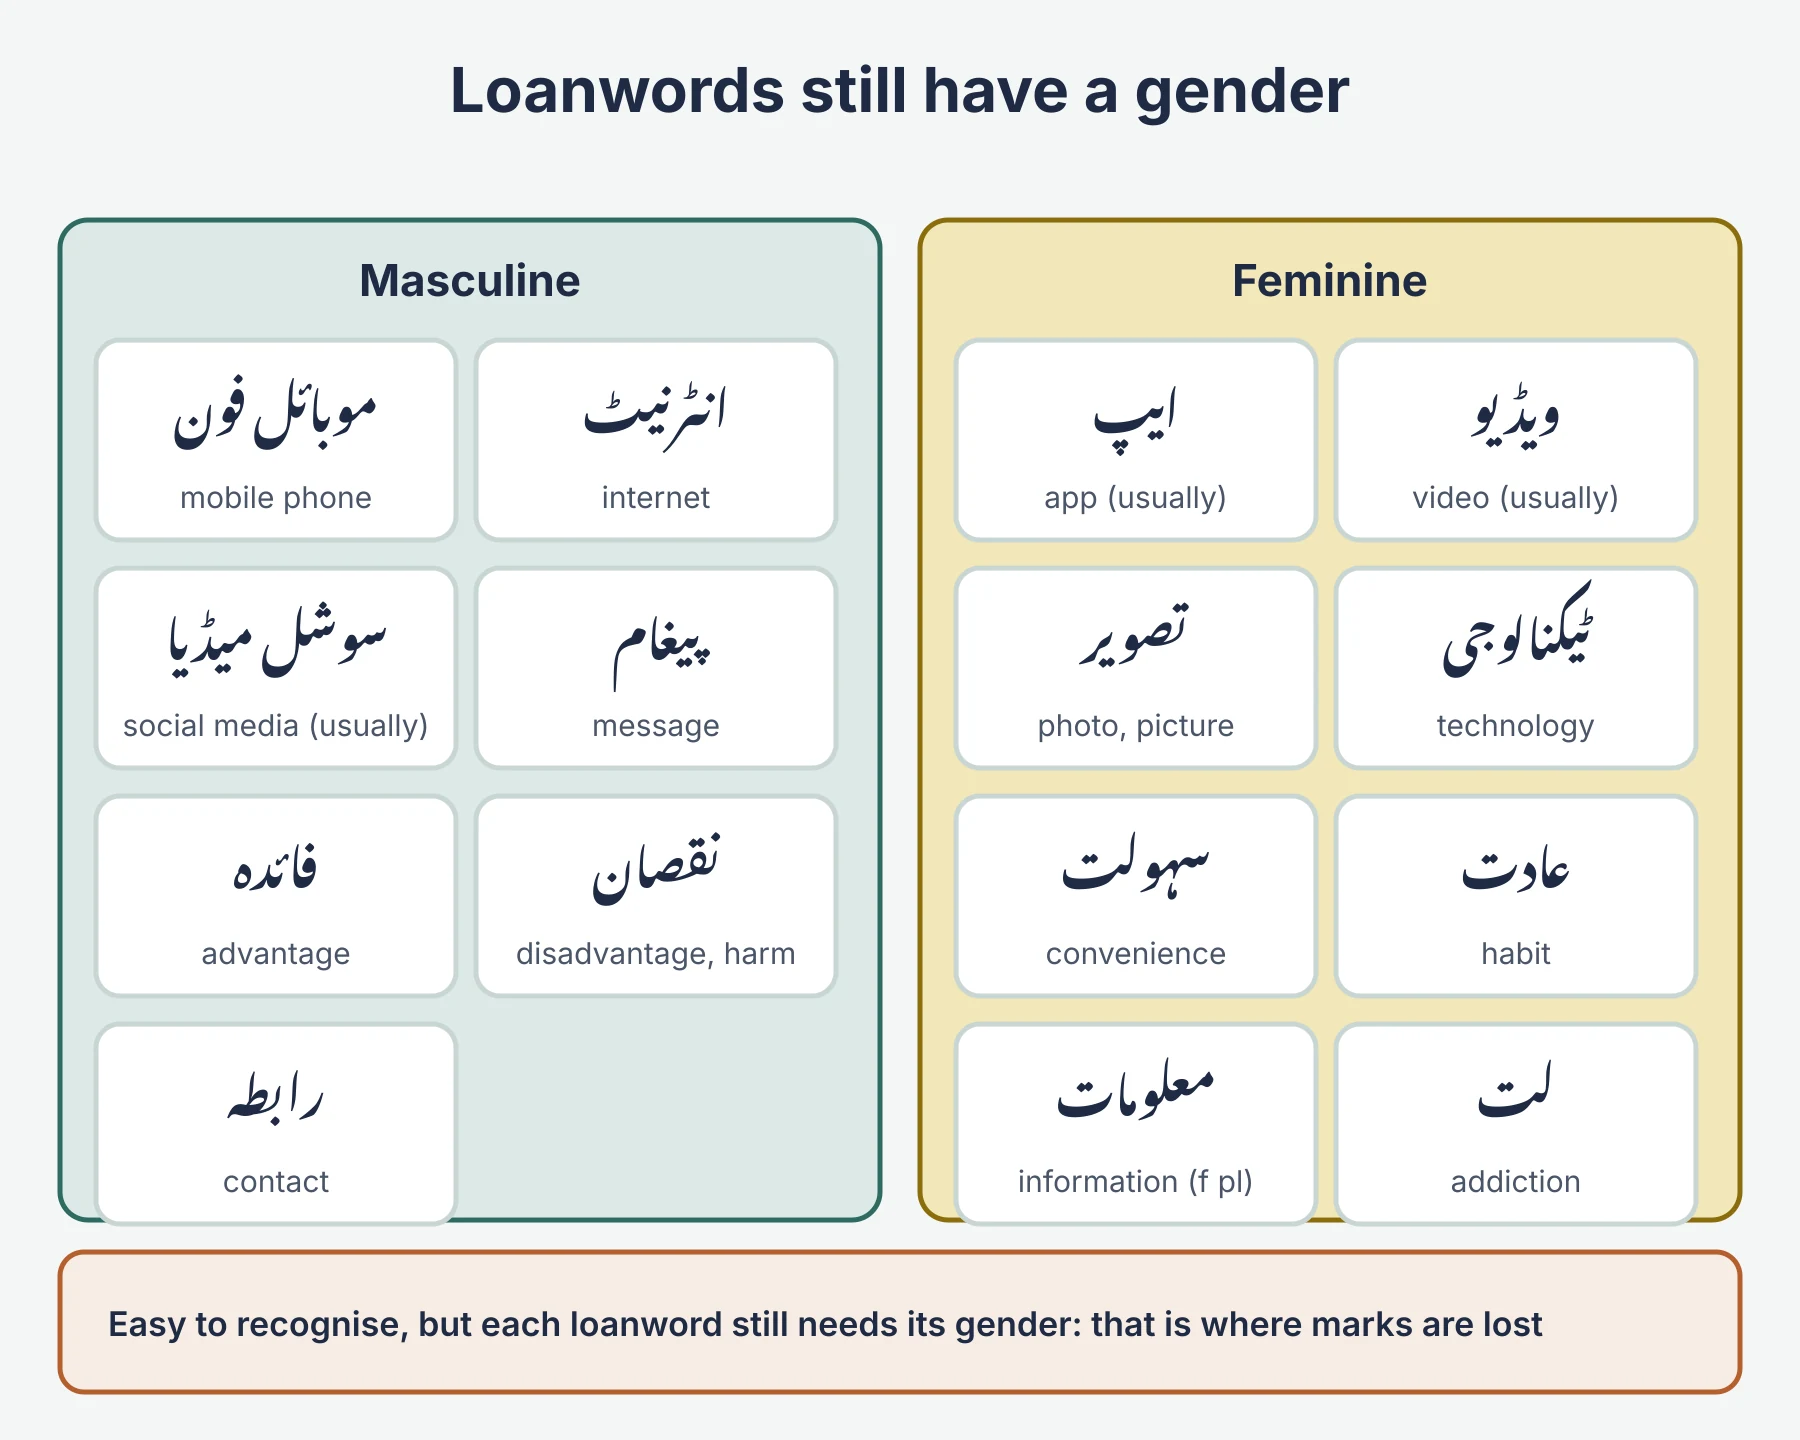 Loanwords still have a gender
Masculine
موبائل فون
mobile phone
انٹرنیٹ
internet
سوشل میڈیا
social media (usually)
پیغام
message
فائدہ
advantage
نقصان
disadvantage, harm
رابطہ
contact
Feminine
ایپ
app (usually)
ویڈیو
video (usually)
تصویر
photo, picture
ٹیکنالوجی
technology
سہولت
convenience
عادت
habit
معلومات
information (f pl)
لت
addiction
Easy to recognise, but each loanword still needs its gender: that is where marks are lost